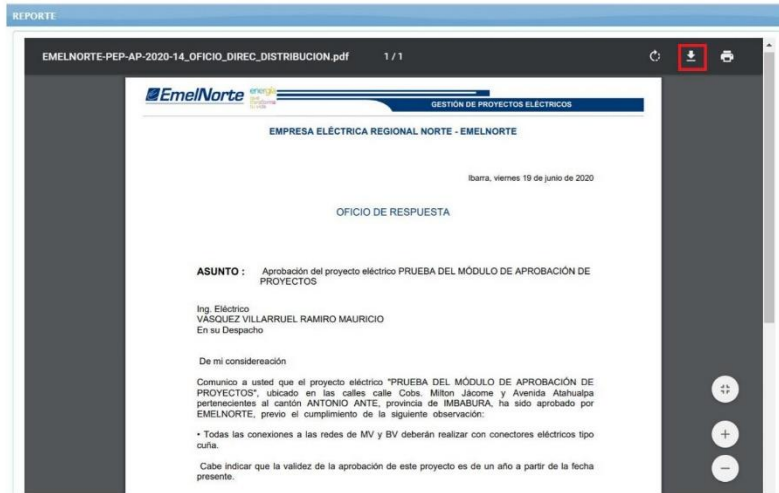 REPORTE
EMELNORTE-PEP-AP-2020-14_OFICIO_DIREC_DISTRIBUCION.pdf 1 / 1
EmelNorte energía
GESTIÓN DE PROYECTOS ELÉCTRICOS
EMPRESA ELÉCTRICA REGIONAL NORTE - EMELNORTE
Ibarra, viernes 19 de junio de 2020
OFICIO DE RESPUESTA
ASUNTO : Aprobación del proyecto eléctrico PRUEBA DEL MÓDULO DE APROBACIÓN DE
PROYECTOS
Ing. Eléctrico
VASQUEZ VILLARRUEL RAMIRO MAURICIO
En su Despacho
De mi considereación
Comunico a usted que el proyecto eléctrico "PRUEBA DEL MÓDULO DE APROBACIÓN DE
PROYECTOS", ubicado en las calles calle Cobs. Milton Jácome y Avenida Atahualpa
pertenecientes al cantón ANTONIO ANTE, provincia de IMBABURA, ha sido aprobado por
EMELNORTE, previo el cumplimiento de la siguiente observación:
• Todas las conexiones a las redes de MV y BV deberán realizar con conectores eléctricos tipo
cuña.
Cabe indicar que la validez de la aprobación de este proyecto es de un año a partir de la fecha
presente.